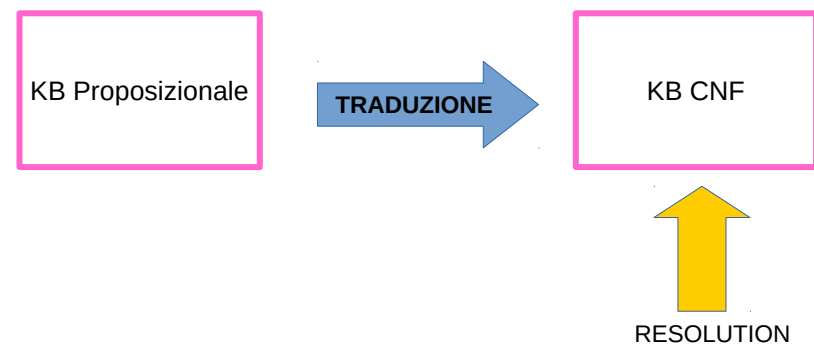 KB Proposizionale
TRADUZIONE
KB CNF
RESOLUTION